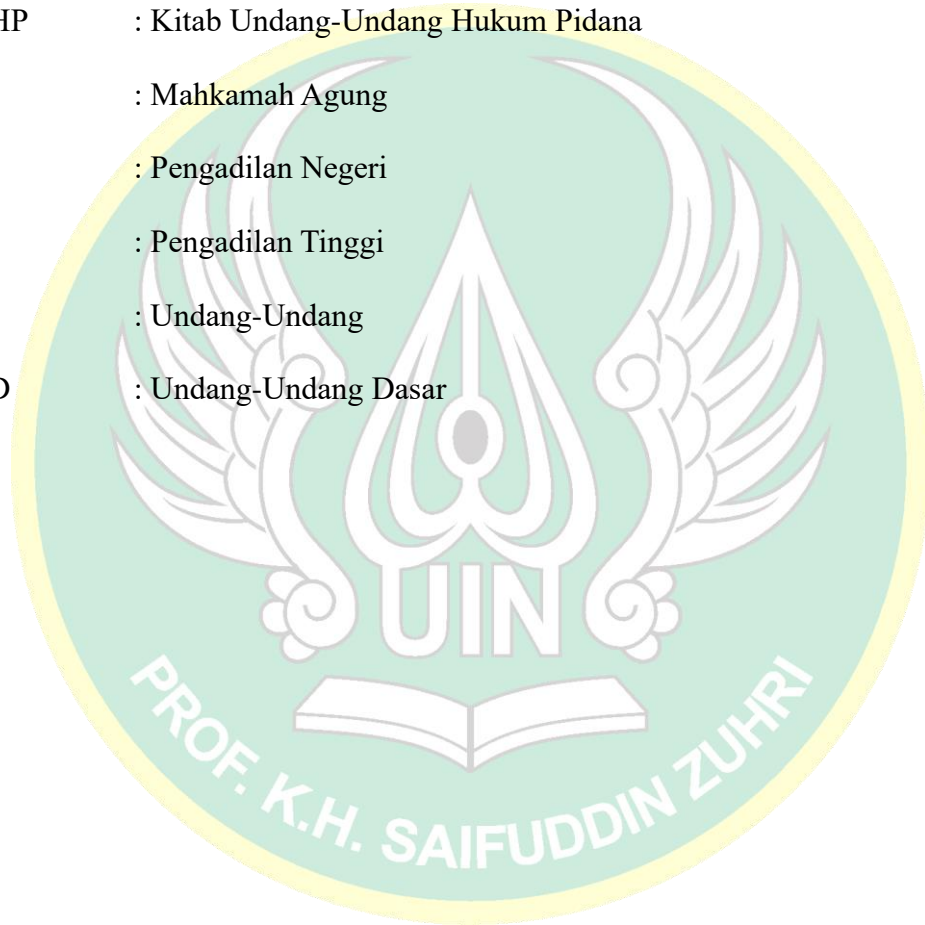 HP : Kitab Undang-Undang Hukum Pidana
: Mahkamah Agung
: Pengadilan Negeri
: Pengadilan Tinggi
: Undang-Undang
D : Undang-Undang Dasar
UIN
PROF. K.H. SAIFUDDIN ZUHRI